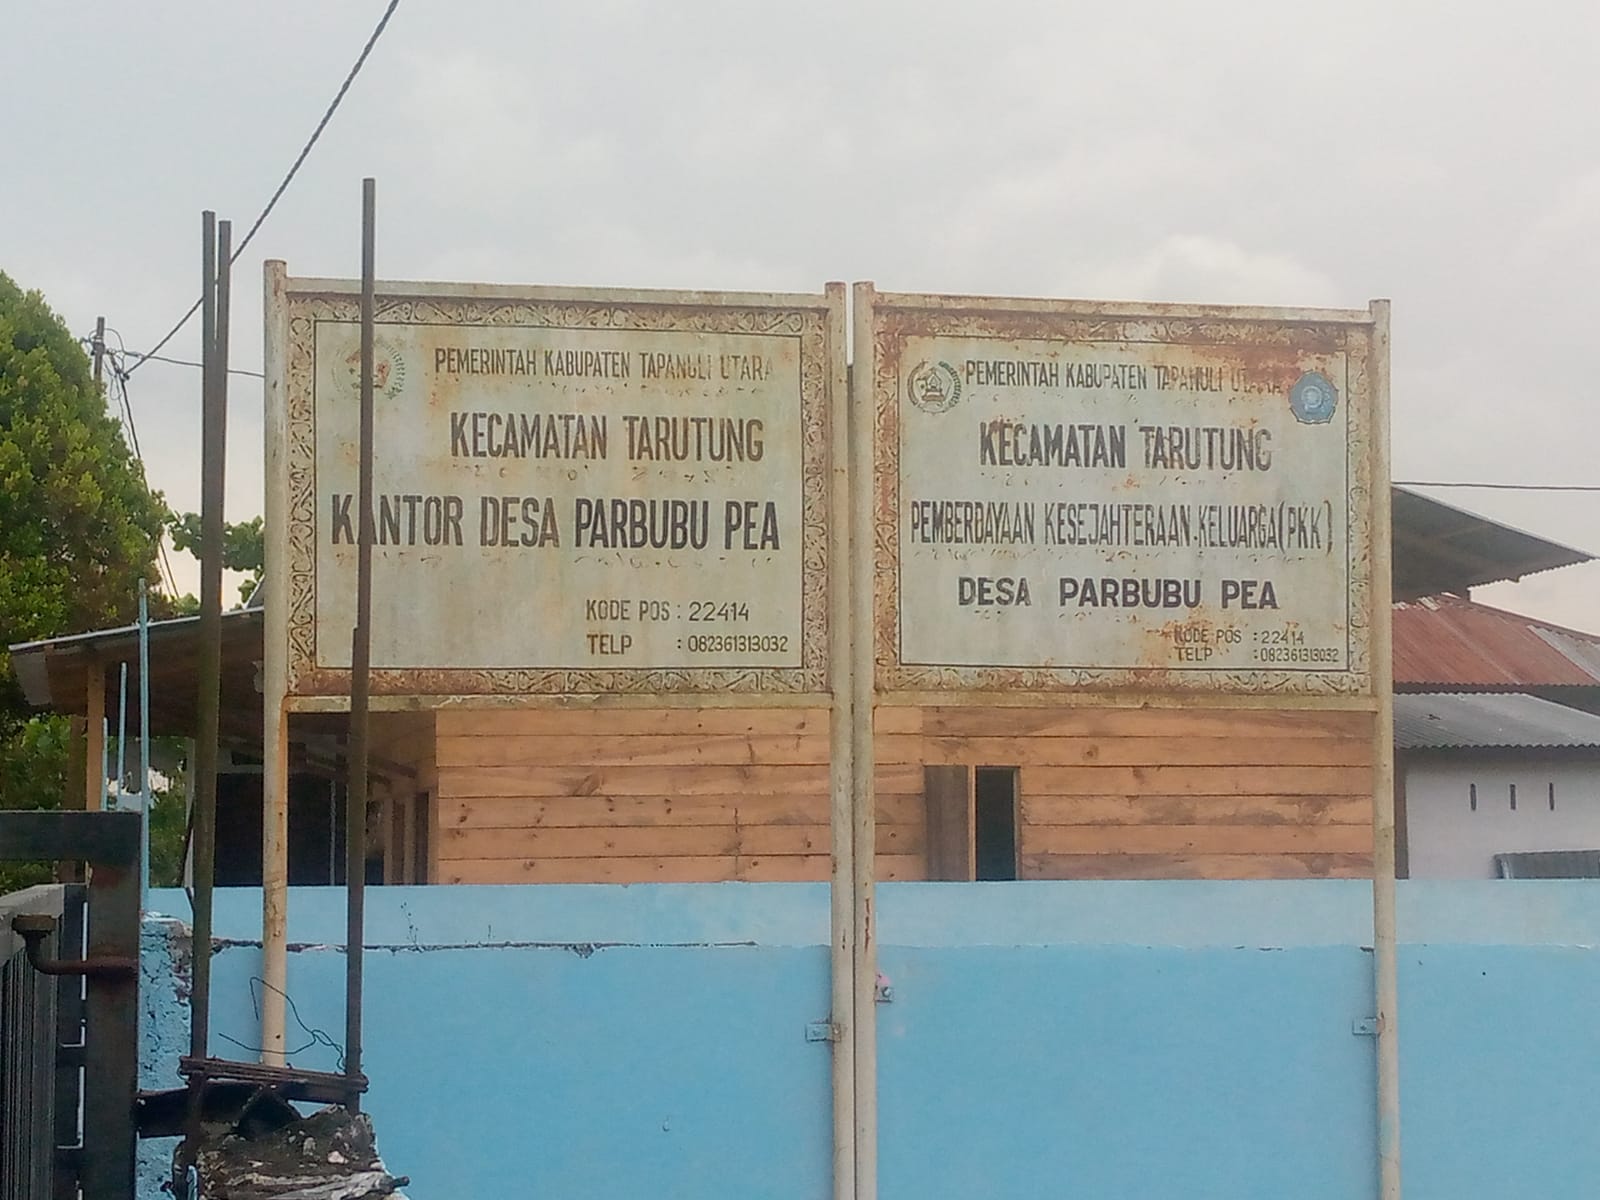 PEMERINTAH KABUPATEN TAPANULI UTARA
KECAMATAN TARUTUNG
KANTOR DESA PARBUBU PEA
KODE POS : 22414
TELP : 082361313032
PEMERINTAH KABUPATEN TAPANULI UTARA
KECAMATAN TARUTUNG
PEMBERDAYAAN KESEJAHTERAAN KELUARGA (PKK)
DESA PARBUBU PEA
KODE POS : 22414
TELP : 082361313032